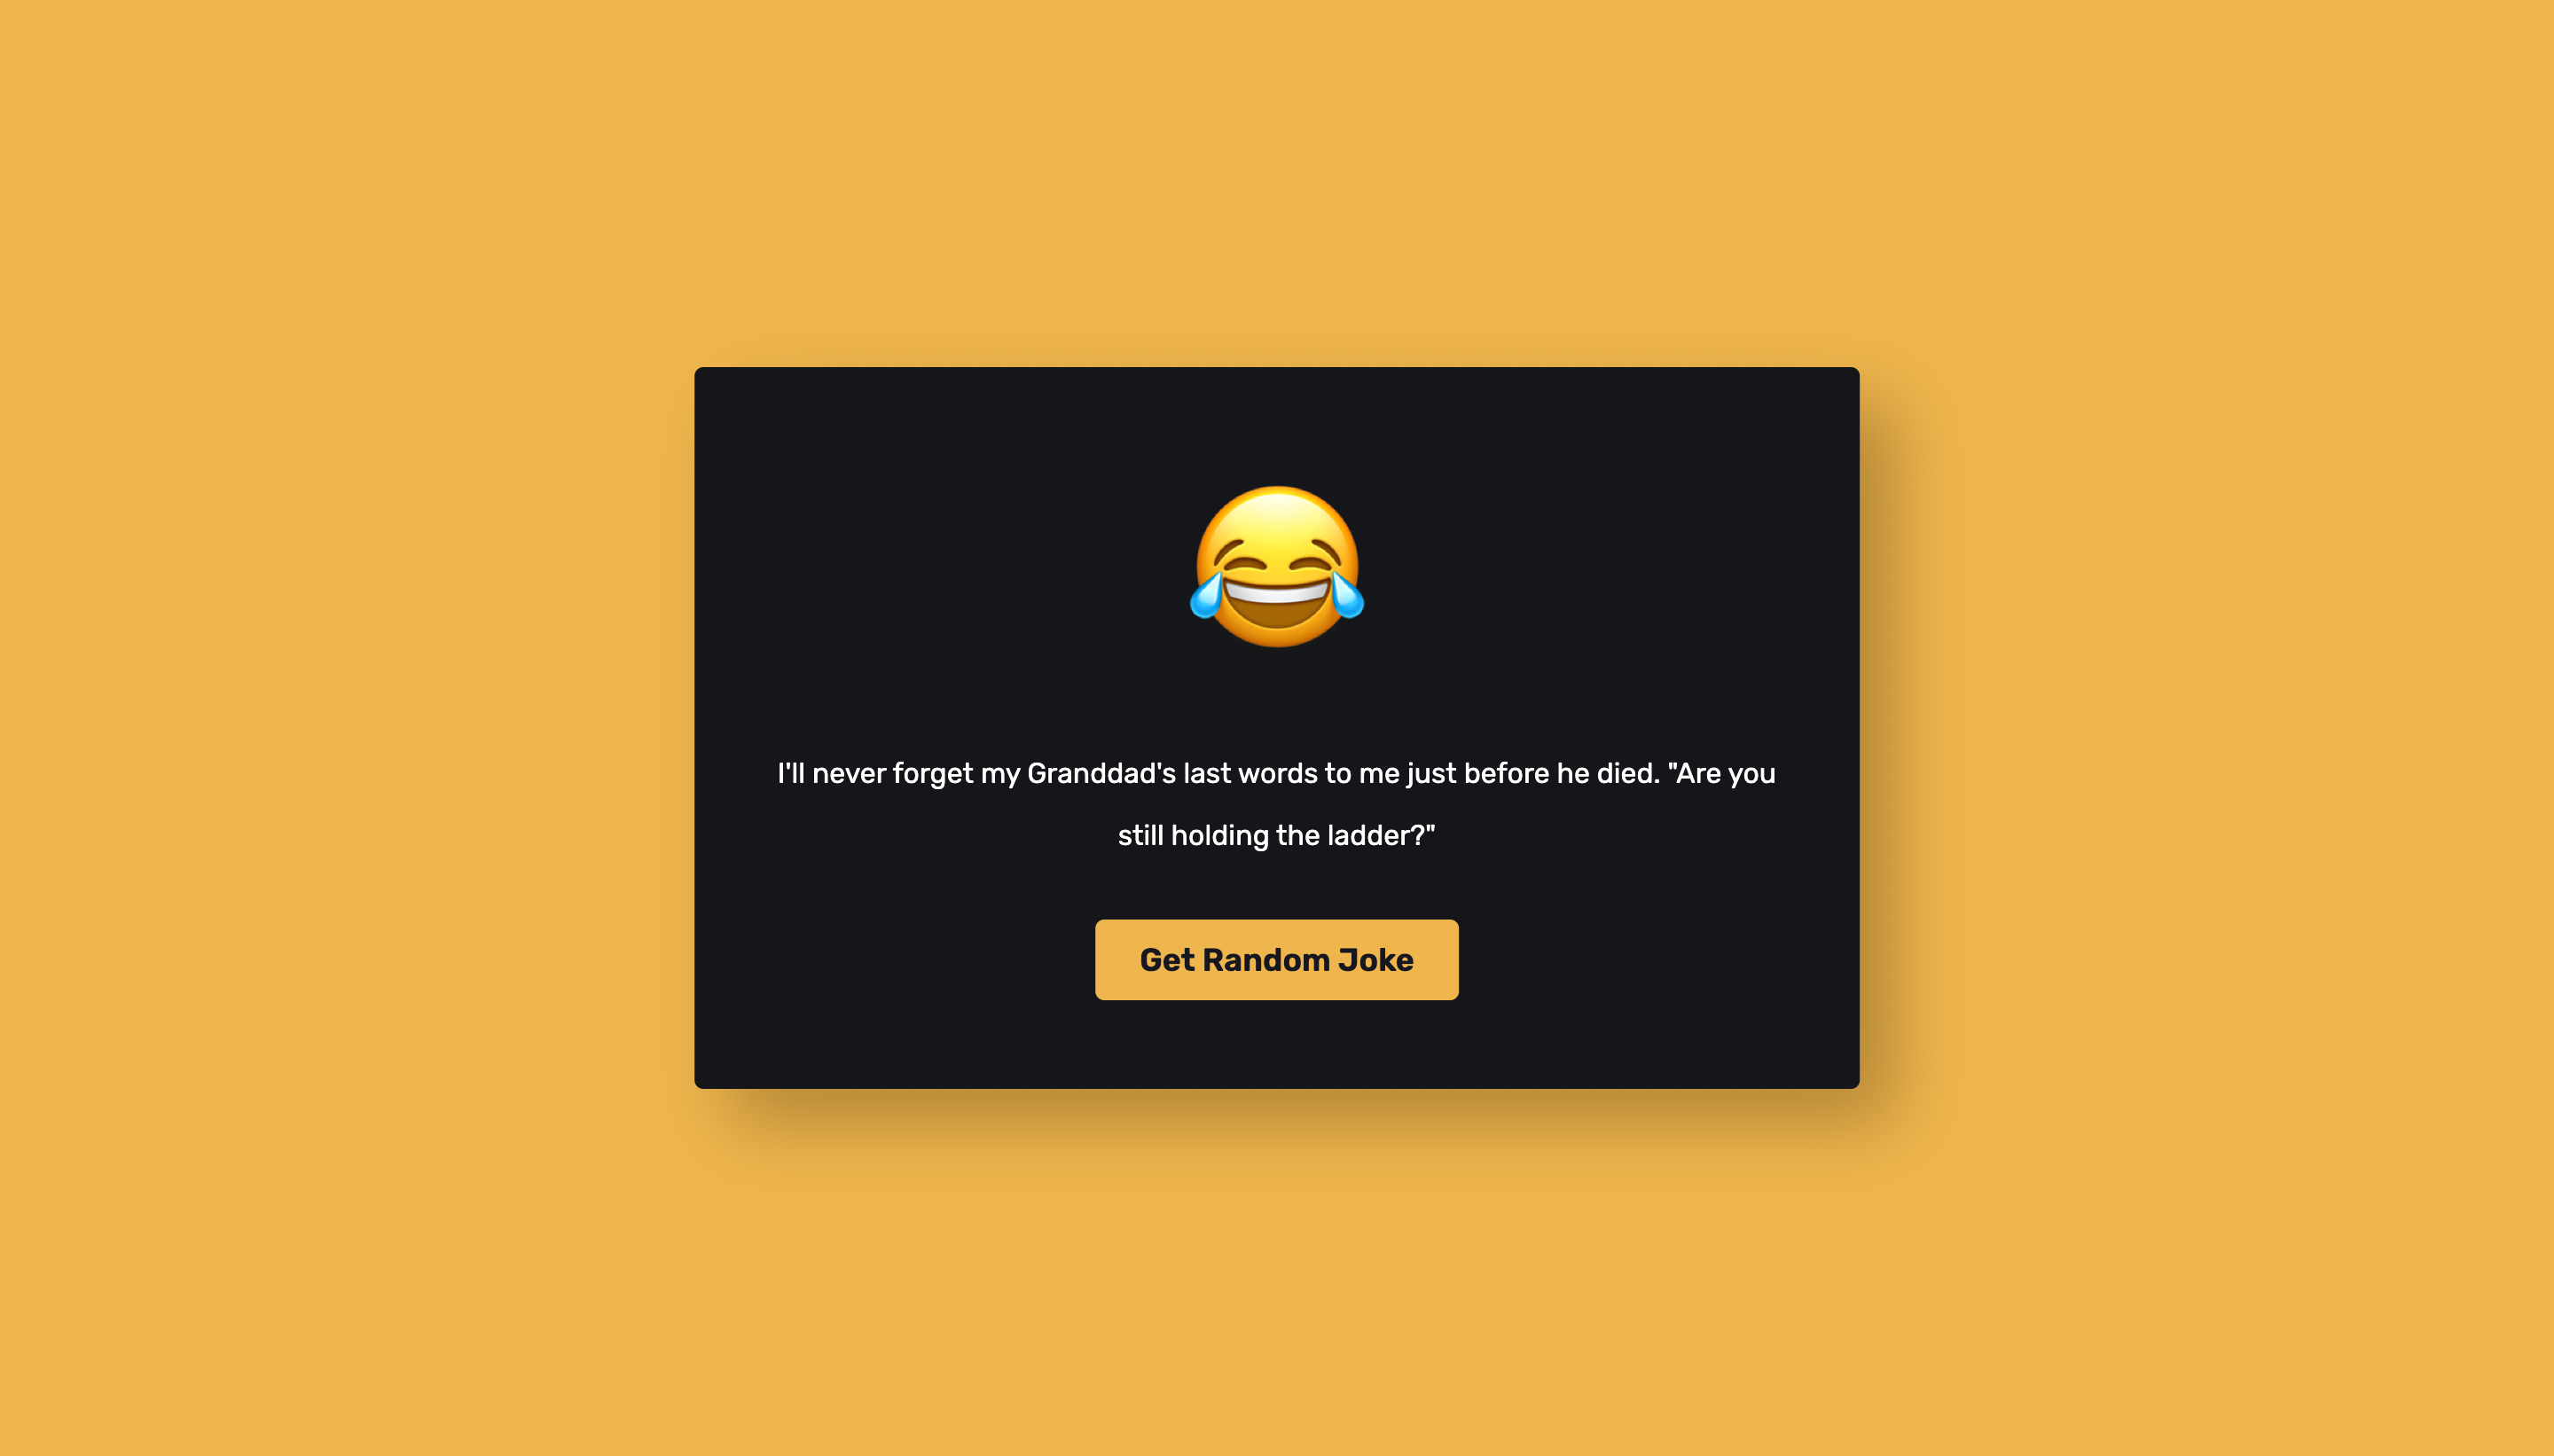 I'll never forget my Granddad's last words to me just before he died. "Are you
still holding the ladder?"
Get Random Joke